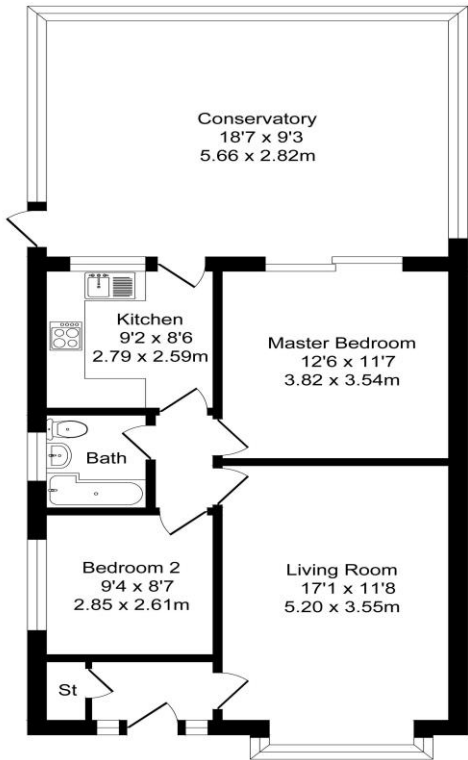 Conservatory
18'7 x 9'3
5.66 x 2.82m
Kitchen
9'2 x 8'6
2.79 x 2.59m
Master Bedroom
12'6 x 11'7
3.82 x 3.54m
Bath
Bedroom 2
9'4 x 8'7
2.85 x 2.61m
Living Room
17'1 x 11'8
5.20 x 3.55m
St